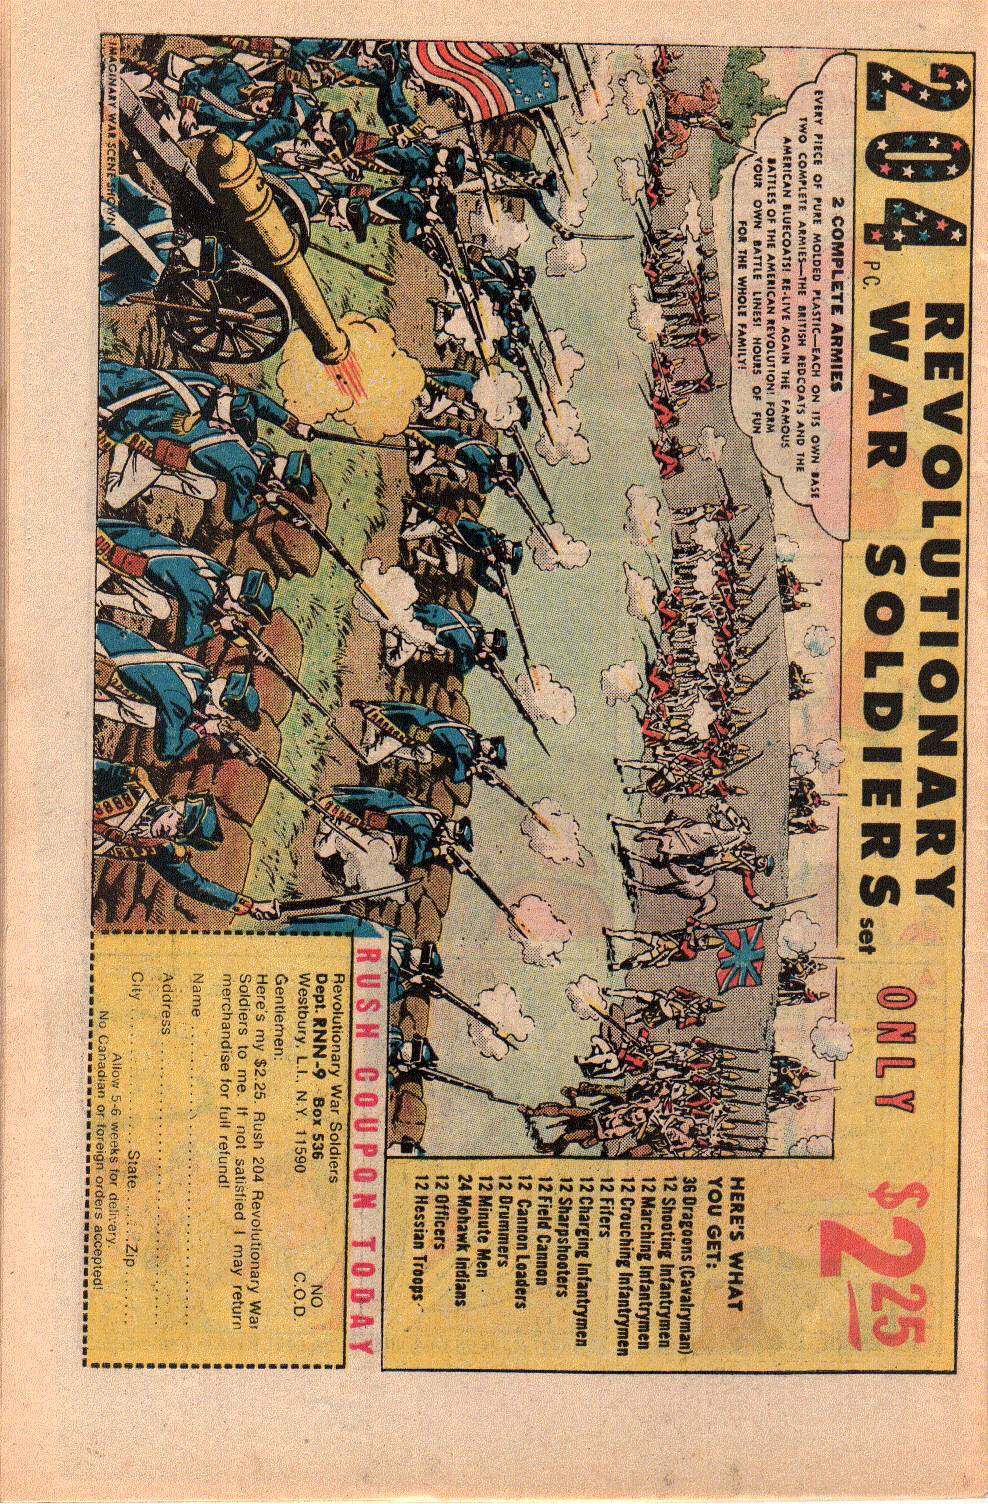 204 REVOLUTIONARY
P.C. WAR SOLDIERS set
ONLY $2.25
2 COMPLETE ARMIES
EVERY PIECE OF PURE MOLDED PLASTIC—EACH ON ITS OWN BASE
TWO COMPLETE ARMIES—THE BRITISH REDCOATS AND THE
AMERICAN BLUECOATS! RE-LIVE AGAIN THE FAMOUS
BATTLES OF THE AMERICAN REVOLUTION! FORM
YOUR OWN BATTLE LINES! HOURS OF FUN
FOR THE WHOLE FAMILY!
IMAGINARY WAR SCENE SHOWN
HERE'S WHAT
YOU GET:
36 Dragoons (Cavalryman)
12 Shooting Infantrymen
12 Marching Infantrymen
12 Crouching Infantrymen
12 Fifers
12 Charging Infantrymen
12 Sharpshooters
12 Field Cannon
12 Cannon Loaders
12 Drummers
12 Minute Men
24 Mohawk Indians
12 Officers
12 Hessian Troops
RUSH COUPON TODAY
Revolutionary War Soldiers
Dept. RNN-9 Box 536
Westbury, L.I., N.Y. 11590
NO
C.O.D.
Gentlemen:
Here's my $2.25. Rush 204 Revolutionary War
Soldiers to me. If not satisfied I may return
merchandise for full refund!
Name
Address
City State Zip
Allow 5-6 weeks for delivery
No Canadian or foreign orders accepted!